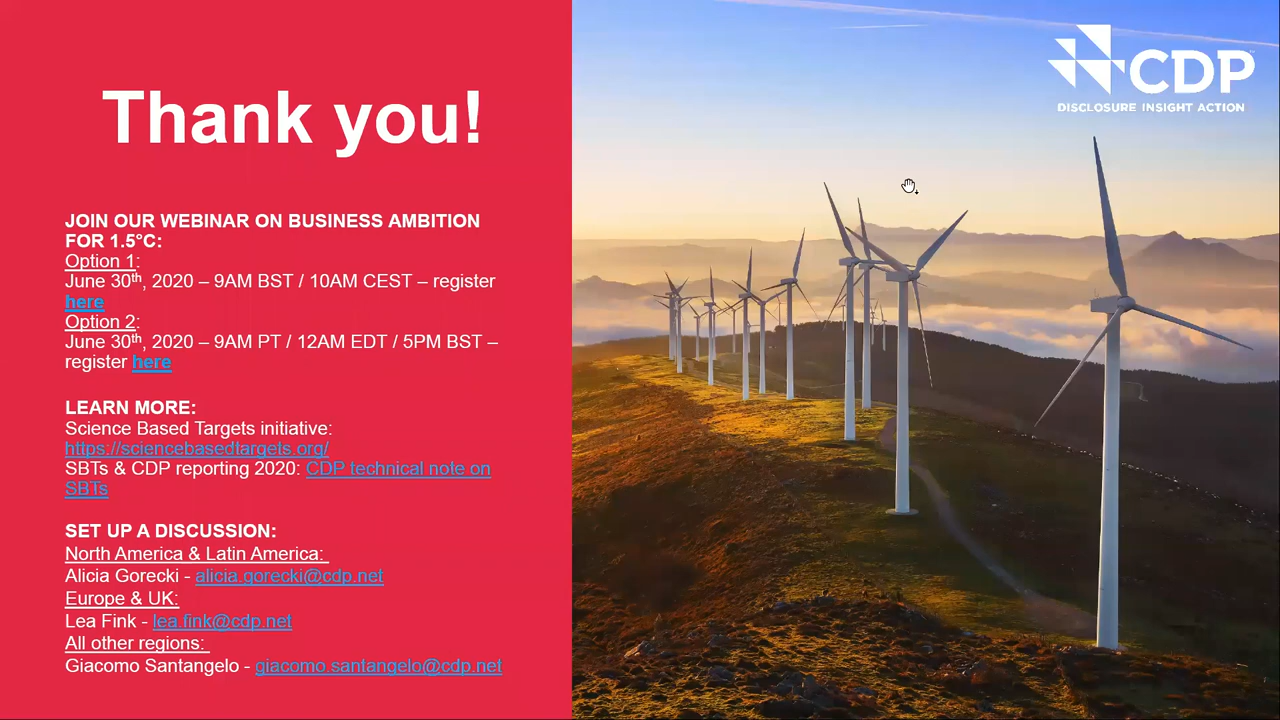 Thank you!
JOIN OUR WEBINAR ON BUSINESS AMBITION
FOR 1.5°C:
Option 1:
June 30th, 2020 – 9AM BST / 10AM CEST – register
here
Option 2:
June 30th, 2020 – 9AM PT / 12AM EDT / 5PM BST –
register here
LEARN MORE:
Science Based Targets initiative:
https://sciencebasedtargets.org/
SBTs & CDP reporting 2020: CDP technical note on
SBTs
SET UP A DISCUSSION:
North America & Latin America:
Alicia Gorecki - alicia.gorecki@cdp.net
Europe & UK:
Lea Fink - lea.fink@cdp.net
All other regions:
Giacomo Santangelo - giacomo.santangelo@cdp.net
CDP
DISCLOSURE INSIGHT ACTION